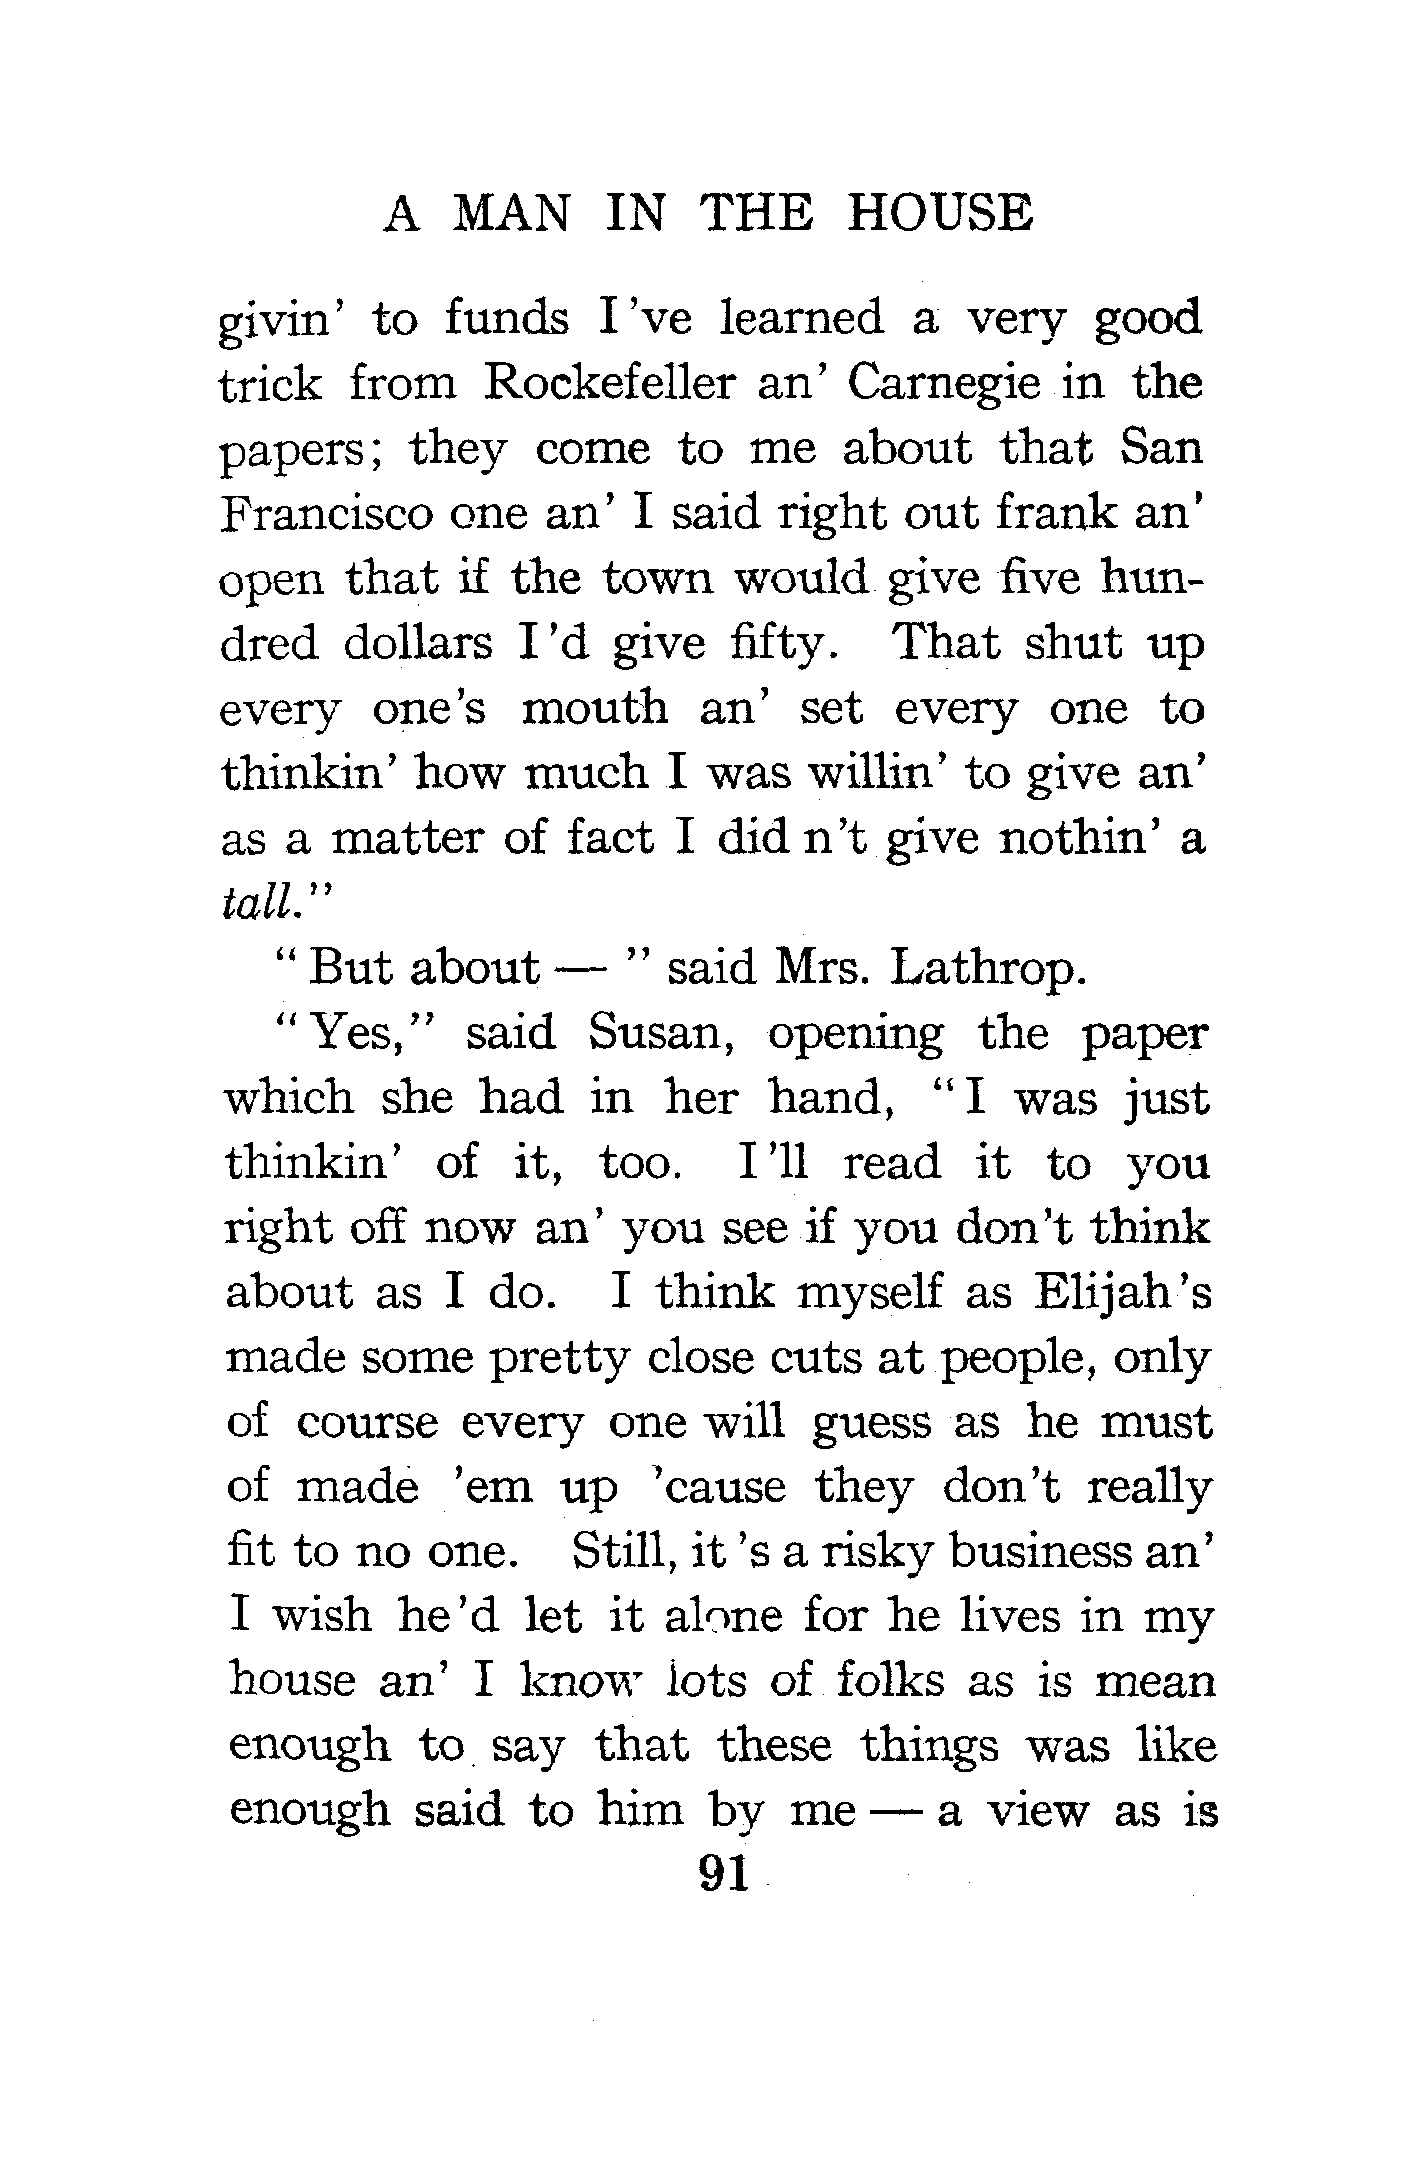 A MAN IN THE HOUSE
givin' to funds I 've learned a very good
trick from Rockefeller an' Carnegie in the
papers; they come to me about that San
Francisco one an' I said right out frank an'
open that if the town would give five hun-
dred dollars I 'd give fifty. That shut up
every one's mouth an' set every one to
thinkin' how much I was willin' to give an'
as a matter of fact I did n't give nothin' a
tall."
"But about — " said Mrs. Lathrop.
"Yes," said Susan, opening the paper
which she had in her hand, "I was just
thinkin' of it, too. I 'll read it to you
right off now an' you see if you don't think
about as I do. I think myself as Elijah's
made some pretty close cuts at people, only
of course every one will guess as he must
of made 'em up 'cause they don't really
fit to no one. Still, it 's a risky business an'
I wish he'd let it alone for he lives in my
house an' I know lots of folks as is mean
enough to say that these things was like
enough said to him by me — a view as is
91